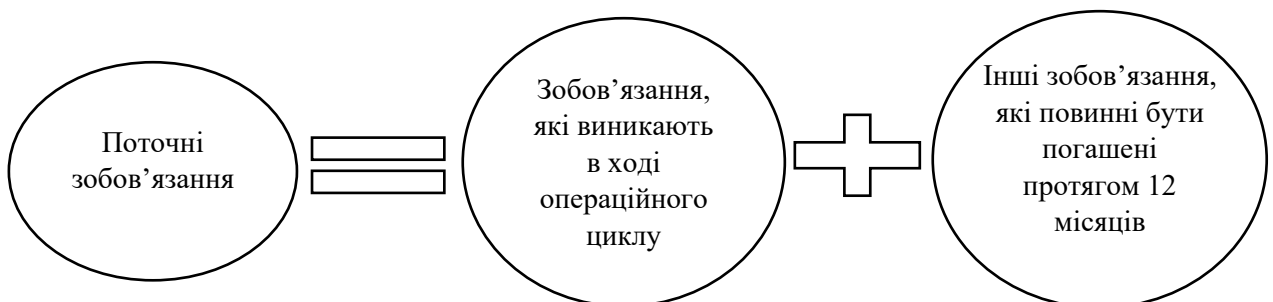 Поточні
зобов’язання
Зобов’язання,
які виникають
в ході
операційного
циклу
Інші зобов’язання,
які повинні бути
погашені
протягом 12
місяців